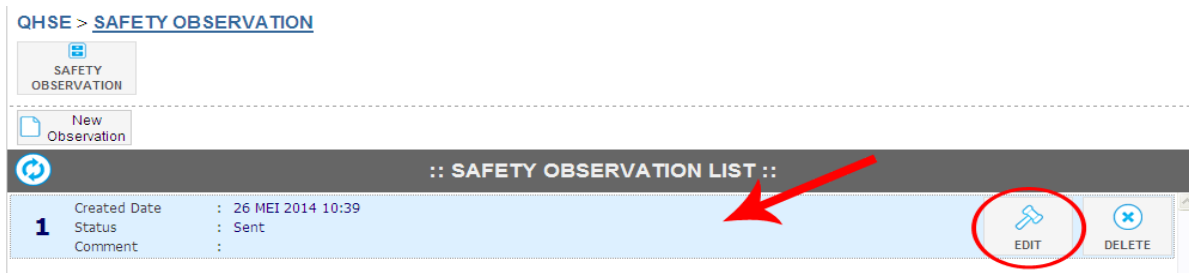 QHSE > SAFETY OBSERVATION
SAFETY
OBSERVATION
New
Observation
:: SAFETY OBSERVATION LIST ::
1
Created Date : 26 MEI 2014 10:39
Status : Sent
Comment :
EDIT
DELETE